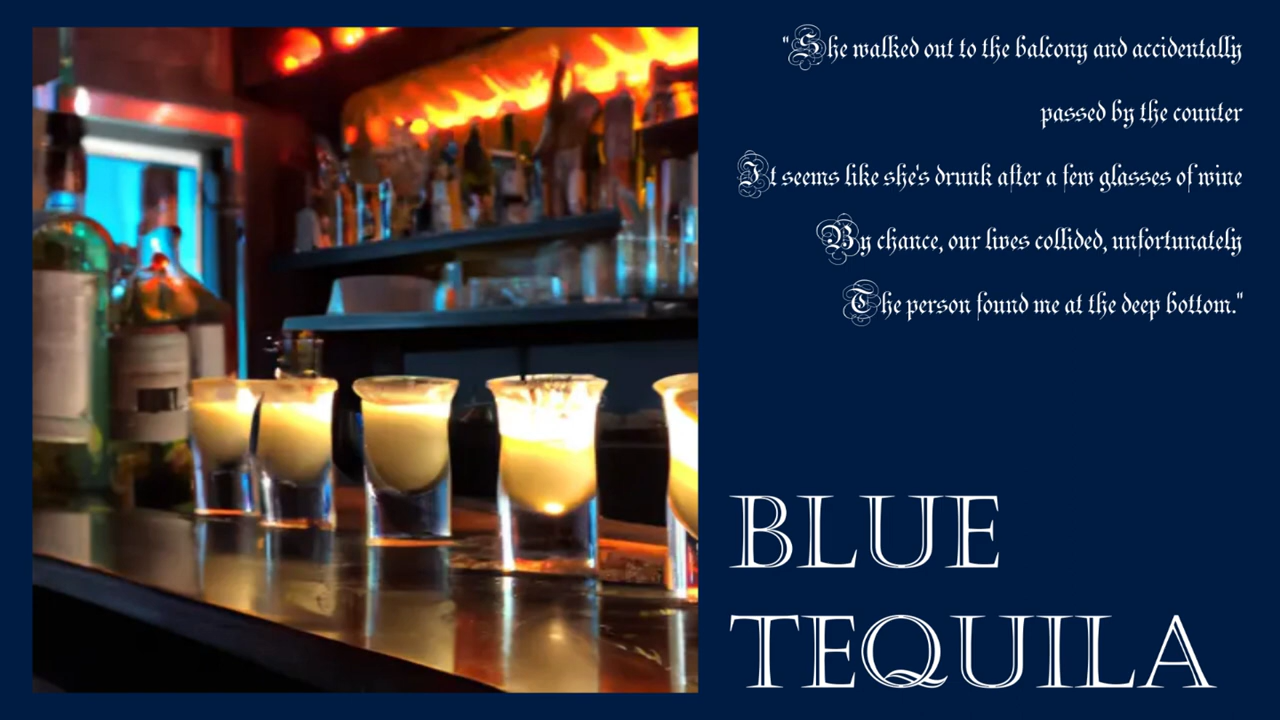 "She walked out to the balcony and accidentally
passed by the counter
It seems like she's drunk after a few glasses of wine
By chance, our lives collided, unfortunately
The person found me at the deep bottom."
BLUE
TEQUILA